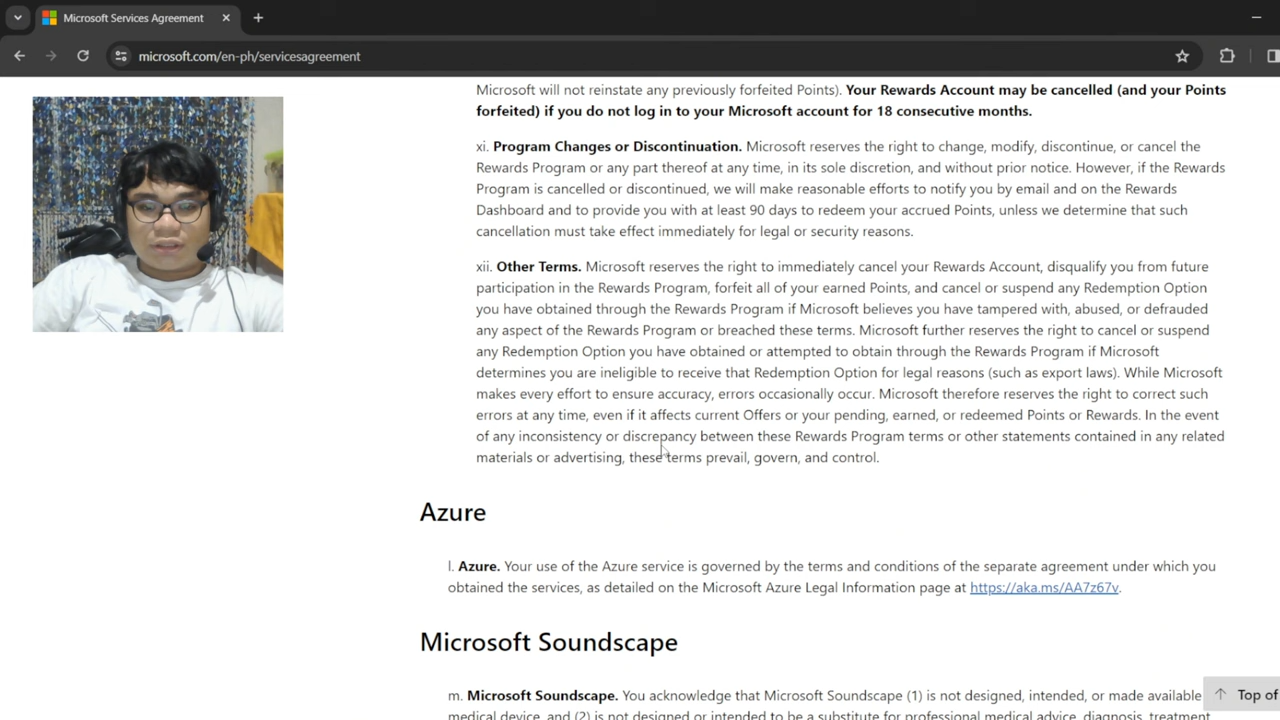 Microsoft Services Agreement
microsoft.com/en-ph/servicesagreement
Microsoft will not reinstate any previously forfeited Points). Your Rewards Account may be cancelled (and your Points
forfeited) if you do not log in to your Microsoft account for 18 consecutive months.
xi. Program Changes or Discontinuation. Microsoft reserves the right to change, modify, discontinue, or cancel the
Rewards Program or any part thereof at any time, in its sole discretion, and without prior notice. However, if the Rewards
Program is cancelled or discontinued, we will make reasonable efforts to notify you by email and on the Rewards
Dashboard and to provide you with at least 90 days to redeem your accrued Points, unless we determine that such
cancellation must take effect immediately for legal or security reasons.
xii. Other Terms. Microsoft reserves the right to immediately cancel your Rewards Account, disqualify you from future
participation in the Rewards Program, forfeit all of your earned Points, and cancel or suspend any Redemption Option
you have obtained through the Rewards Program if Microsoft believes you have tampered with, abused, or defrauded
any aspect of the Rewards Program or breached these terms. Microsoft further reserves the right to cancel or suspend
any Redemption Option you have obtained or attempted to obtain through the Rewards Program if Microsoft
determines you are ineligible to receive that Redemption Option for legal reasons (such as export laws). While Microsoft
makes every effort to ensure accuracy, errors occasionally occur. Microsoft therefore reserves the right to correct such
errors at any time, even if it affects current Offers or your pending, earned, or redeemed Points or Rewards. In the event
of any inconsistency or discrepancy between these Rewards Program terms or other statements contained in any related
materials or advertising, these terms prevail, govern, and control.
Azure
l. Azure. Your use of the Azure service is governed by the terms and conditions of the separate agreement under which you
obtained the services, as detailed on the Microsoft Azure Legal Information page at https://aka.ms/AA7z67v.
Microsoft Soundscape
m. Microsoft Soundscape. You acknowledge that Microsoft Soundscape (1) is not designed, intended, or made available
medical device, and (2) is not designed or intended to be a substitute for professional medical advice, diagnosis, treatment,
Top of